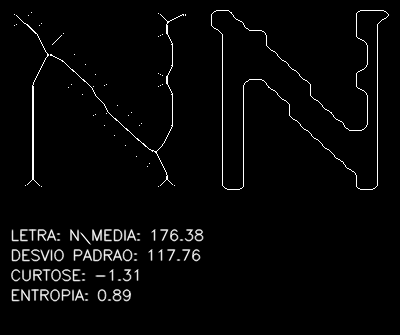 N N
LETRA: N\MEDIA: 176.38
DESVIO PADRAO: 117.76
CURTOSE: -1.31
ENTROPIA: 0.89